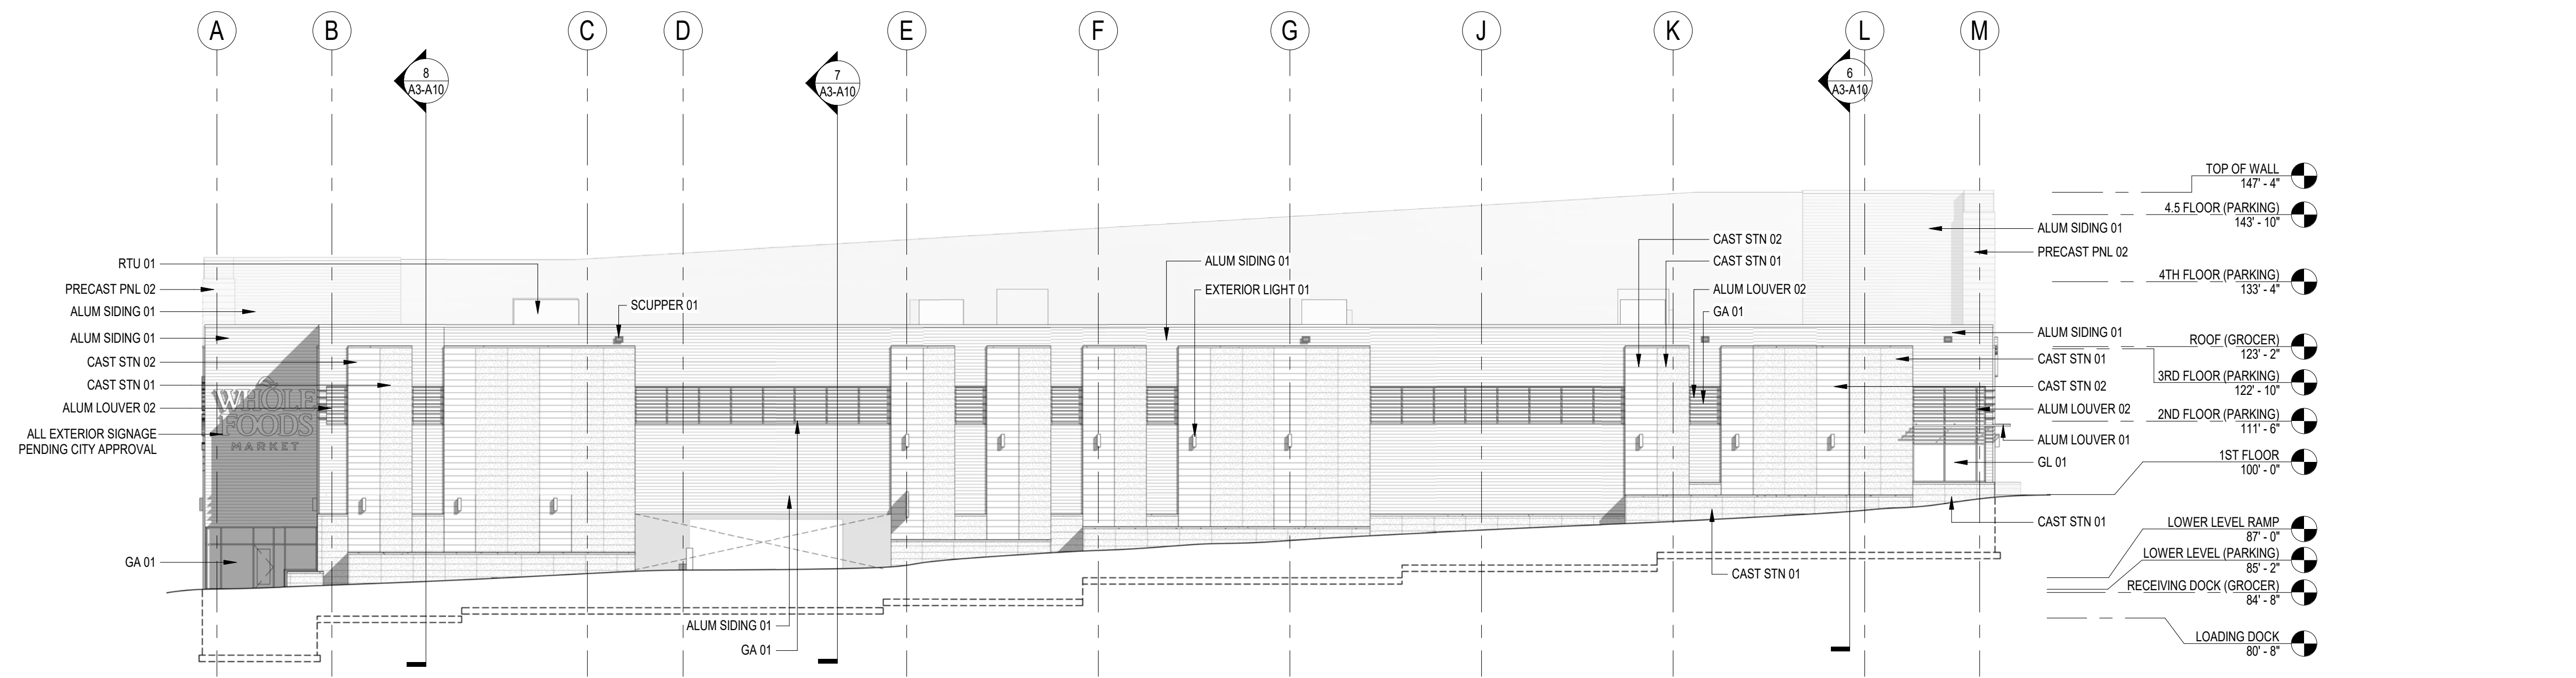 A
B
C
D
E
F
G
J
K
L
M
8
A3-A10
7
A3-A10
6
A3-A10
RTU 01
PRECAST PNL 02
ALUM SIDING 01
ALUM SIDING 01
CAST STN 02
CAST STN 01
ALUM LOUVER 02
ALL EXTERIOR SIGNAGE
PENDING CITY APPROVAL
GA 01
WHOLE
FOODS
MARKET
SCUPPER 01
ALUM SIDING 01
EXTERIOR LIGHT 01
ALUM SIDING 01
GA 01
CAST STN 02
CAST STN 01
ALUM LOUVER 02
GA 01
CAST STN 01
ALUM SIDING 01
PRECAST PNL 02
ALUM SIDING 01
CAST STN 01
CAST STN 02
ALUM LOUVER 02
ALUM LOUVER 01
GL 01
CAST STN 01
TOP OF WALL
147' - 4"
4.5 FLOOR (PARKING)
143' - 10"
4TH FLOOR (PARKING)
133' - 4"
ROOF (GROCER)
123' - 2"
3RD FLOOR (PARKING)
122' - 10"
2ND FLOOR (PARKING)
111' - 6"
1ST FLOOR
100' - 0"
LOWER LEVEL RAMP
87' - 0"
LOWER LEVEL (PARKING)
85' - 2"
RECEIVING DOCK (GROCER)
84' - 8"
LOADING DOCK
80' - 8"